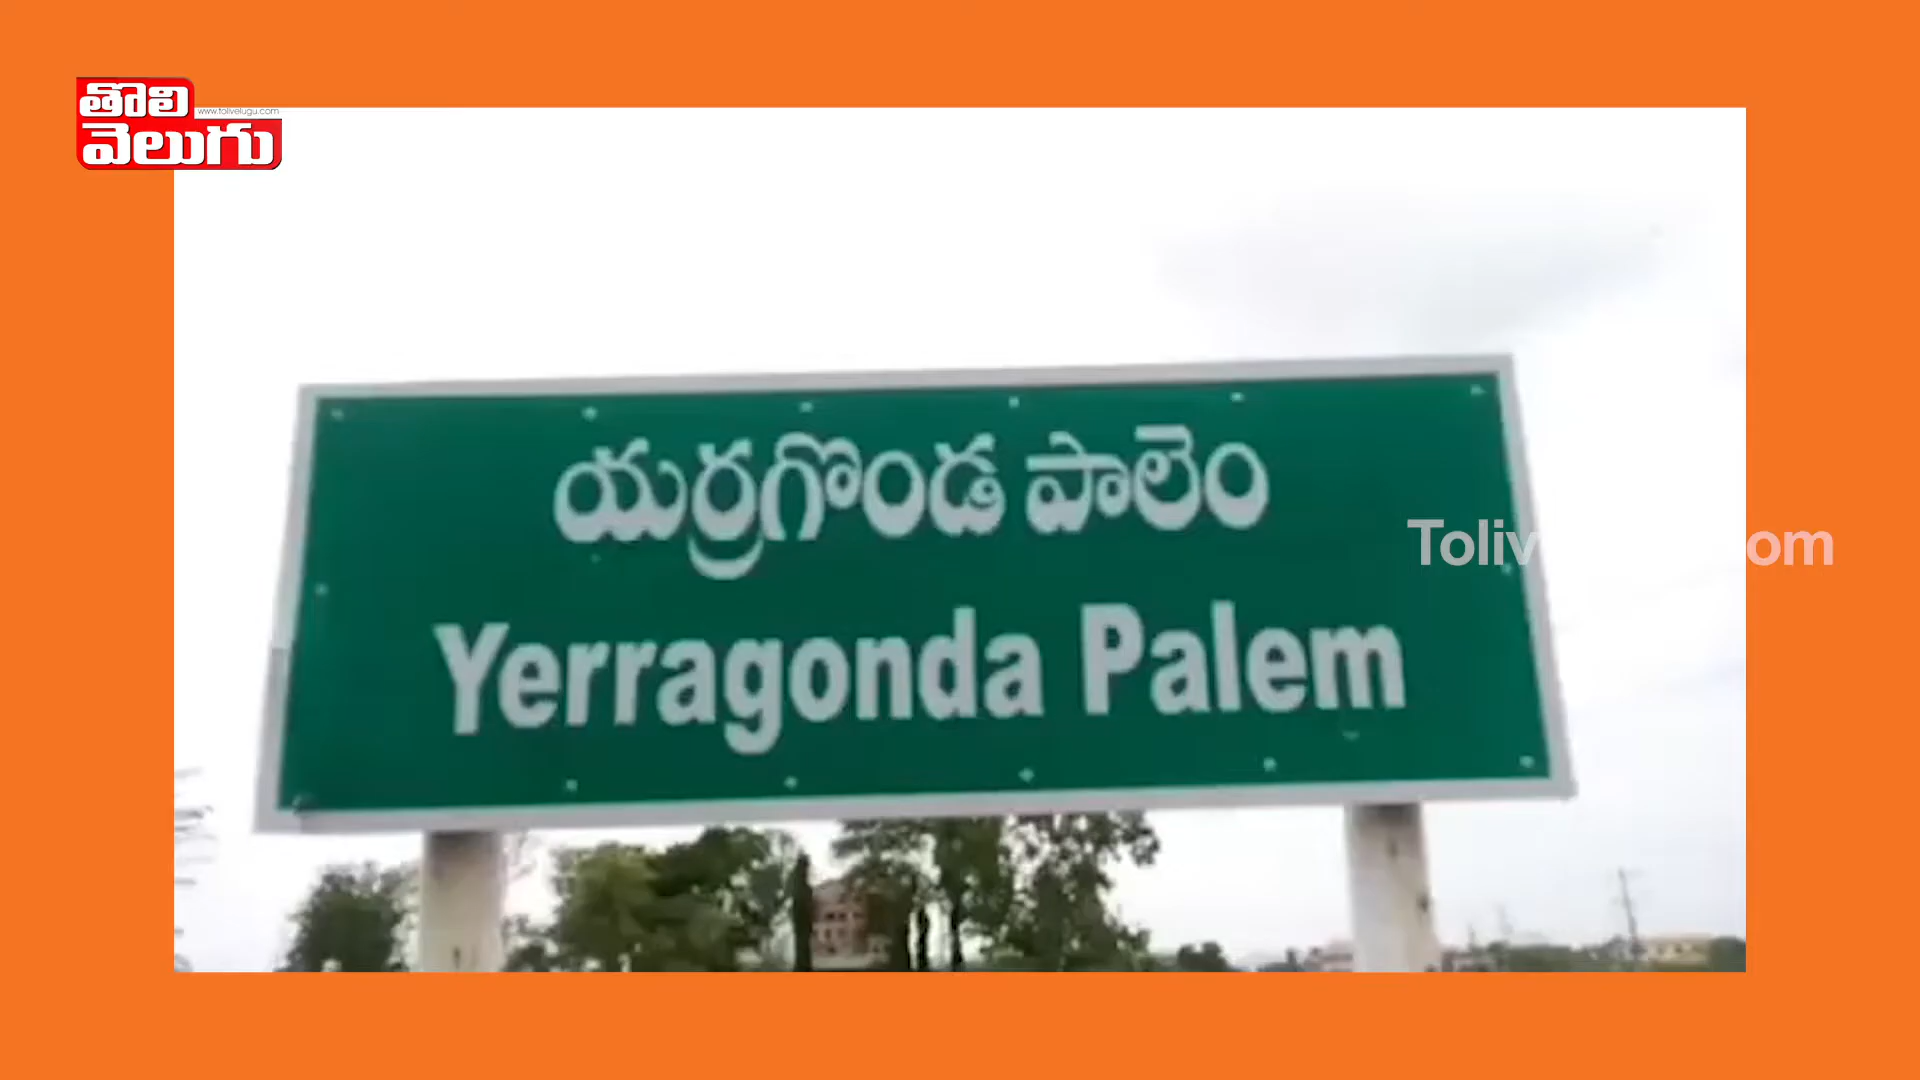 తొలి
www.tolivelugu.com
వెలుగు
యర్రగొండ పాలెం
Yerragonda Palem